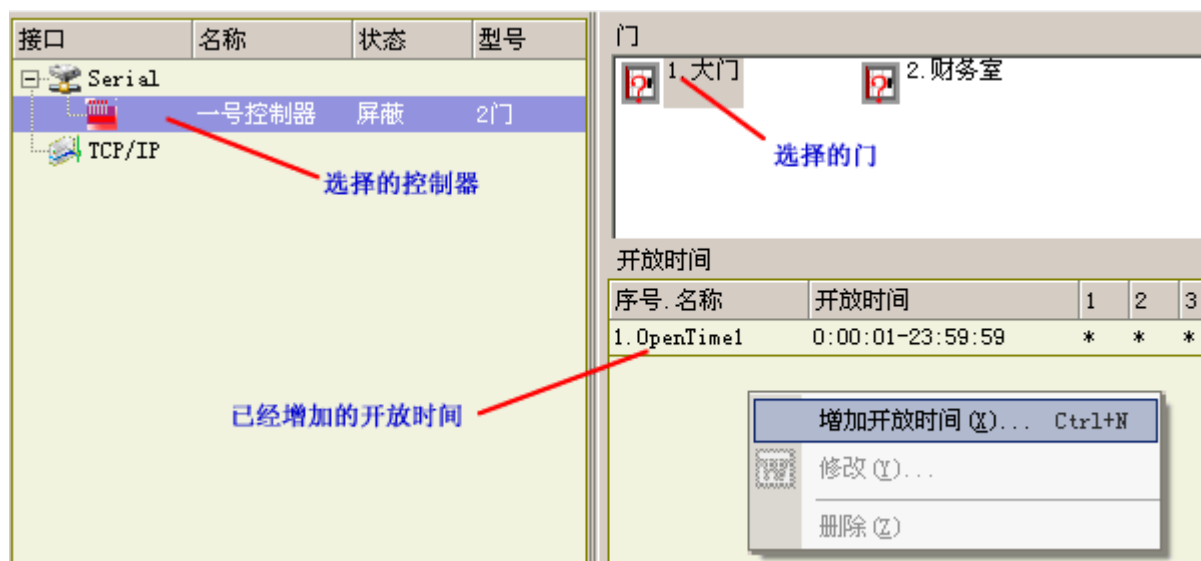 接口 名称 状态 型号
Serial
一号控制器 屏蔽 2门
TCP/IP
选择的控制器
已经增加的开放时间
门
1.大门 2.财务室
选择的门
开放时间
序号.名称 开放时间 1 2 3
1.OpenTime1 0:00:01-23:59:59 * * *
增加开放时间(X)... Ctrl+N
修改(Y)...
删除(Z)